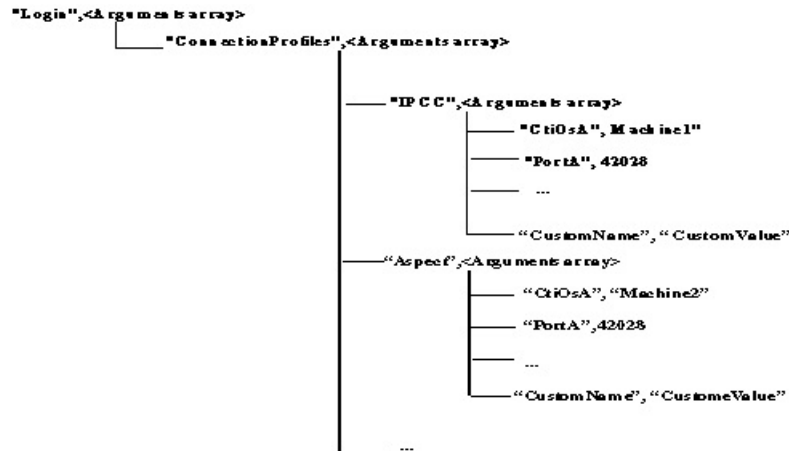 "Login",<Arguments array>
"ConnectionProfiles",<Arguments array>
"IPCC",<Arguments array>
"CtiOsA", Machine1"
"PortA", 42028
...
“CustomName”, “CustomValue”
“Aspect”,<Arguments array>
“CtiOsA”, “Machine2”
“PortA”,42028
...
“CustomName”, “CustomeValue”
...